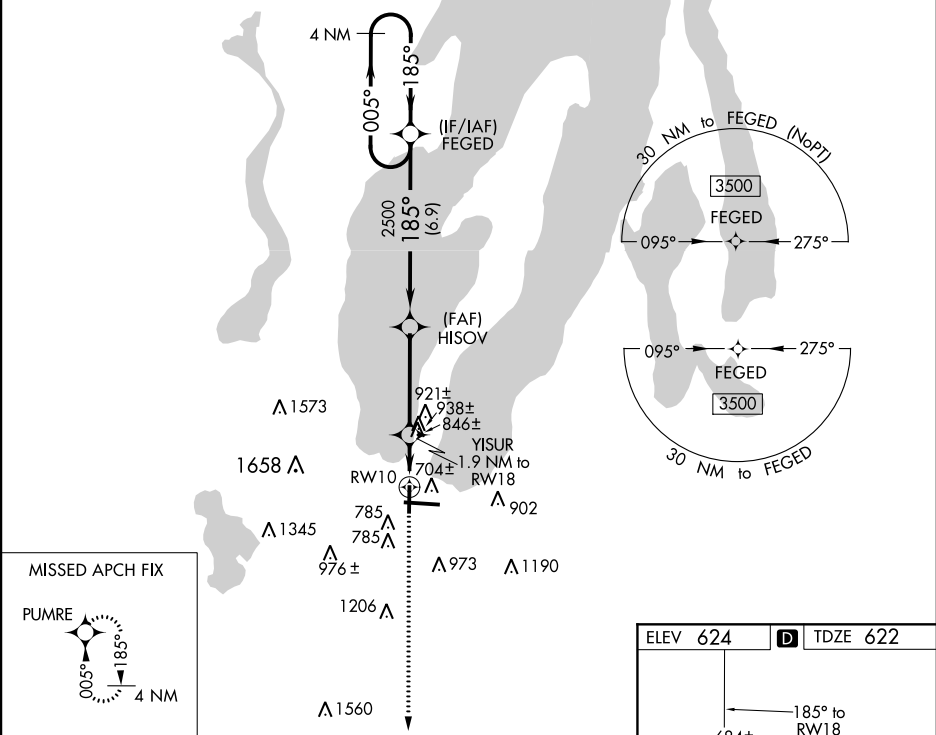 4 NM
185°
005°
(IF/IAF)
FEGED
2500
185°
(6.9)
30 NM to FEGED (NoPT)
3500
FEGED
095°
275°
(FAF)
HISOV
095°
275°
FEGED
3500
30 NM to FEGED
1573
921±
938±
846±
YISUR
1.9 NM to
RW18
1658
704±
RW10
902
785
785
1345
976 ±
973
1190
1206
1560
MISSED APCH FIX
PUMRE
185°
005°
4 NM
ELEV 624
D
TDZE 622
185° to
RW18